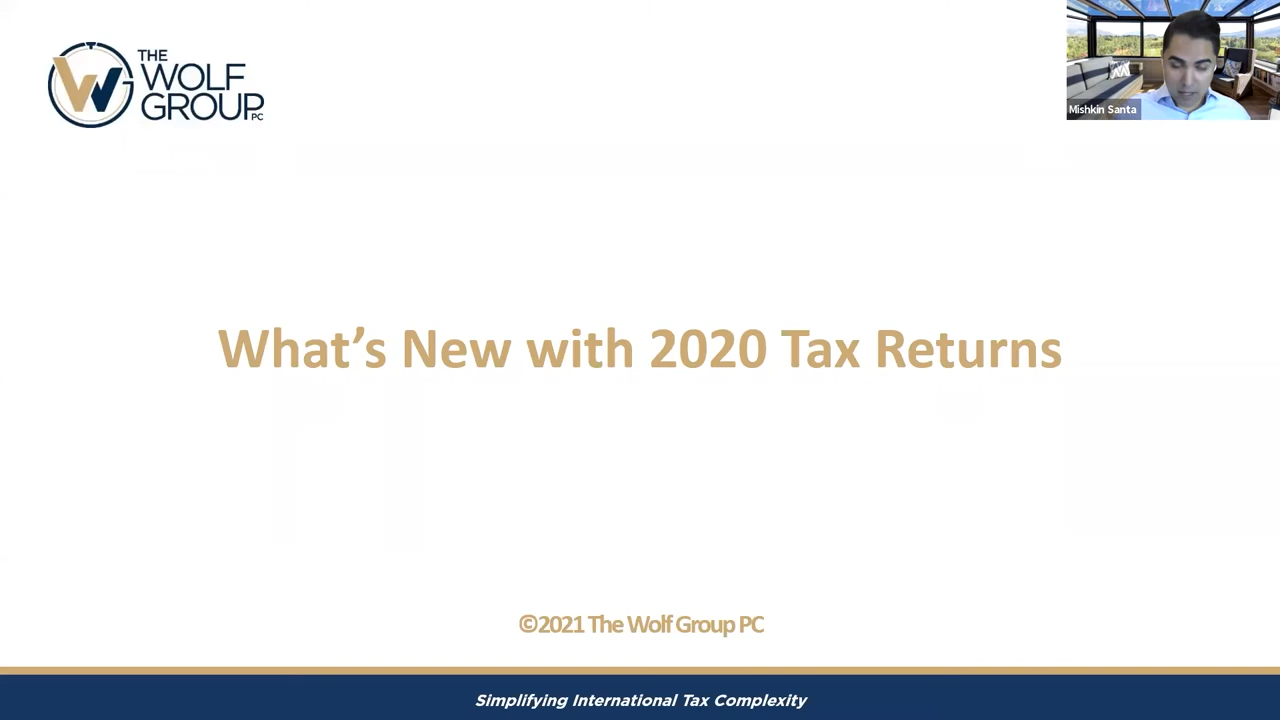 THE
WOLF
GROUP PC
Mishkin Santa
What's New with 2020 Tax Returns
©2021 The Wolf Group PC
Simplifying International Tax Complexity